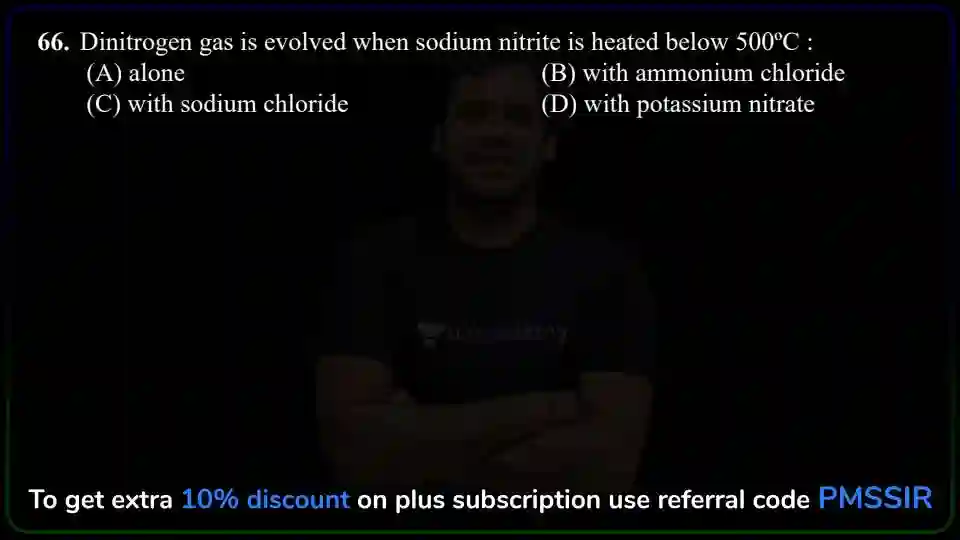 66. Dinitrogen gas is evolved when sodium nitrite is heated below 500ºC :
(A) alone (B) with ammonium chloride
(C) with sodium chloride (D) with potassium nitrate
To get extra 10% discount on plus subscription use referral code PMSSIR